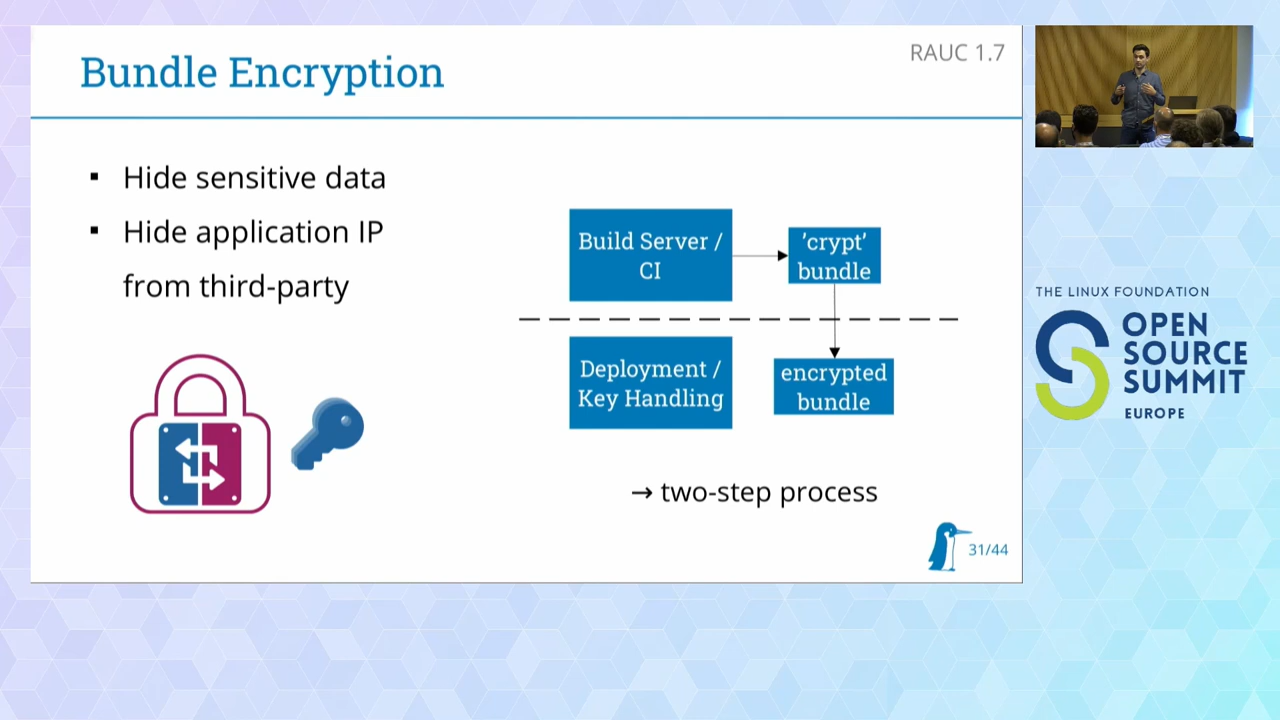 Bundle Encryption
RAUC 1.7
▪ Hide sensitive data
▪ Hide application IP
from third-party
Build Server /
CI
'crypt'
bundle
Deployment /
Key Handling
encrypted
bundle
→ two-step process
31/44
THE LINUX FOUNDATION
OPEN
SOURCE
SUMMIT
EUROPE